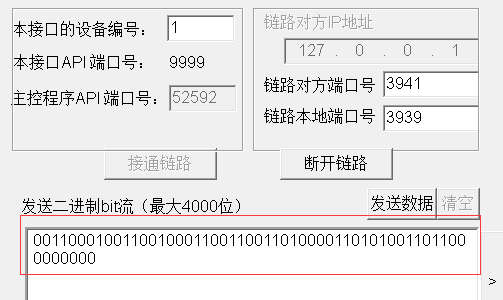 本接口的设备编号： 1
本接口API端口号： 9999
主控程序API端口号： 52592
链路对方IP地址
127 . 0 . 0 . 1
链路对方端口号 3941
链路本地端口号 3939
接通链路
断开链路
发送二进制bit流（最大4000位）
发送数据
清空
0011000100110010001100110011010000110101001101100
0000000
>